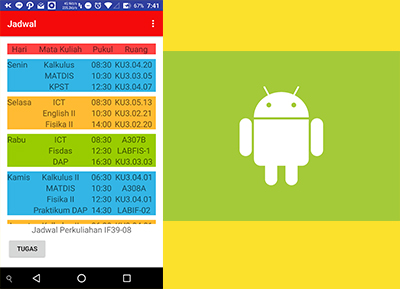 67% 7:41
Jadwal
Hari Mata Kuliah Pukul Ruang
Senin Kalkulus 08:30 KU3.04.20
MATDIS 10:30 KU3.03.05
KPST 12:30 KU3.04.07
Selasa ICT 08:30 KU3.05.13
English II 10:30 KU3.02.21
Fisika II 14:00 KU3.02.20
Rabu ICT 08:30 A307B
Fisdas 12:30 LABFIS-1
DAP 16:30 KU3.03.03
Kamis Kalkulus II 06:30 KU3.04.01
MATDIS 10:30 A308A
Fisika II 12:30 KU3.04.01
Praktikum DAP 14:30 LABIF-02
Jadwal Perkuliahan IF39-08
TUGAS